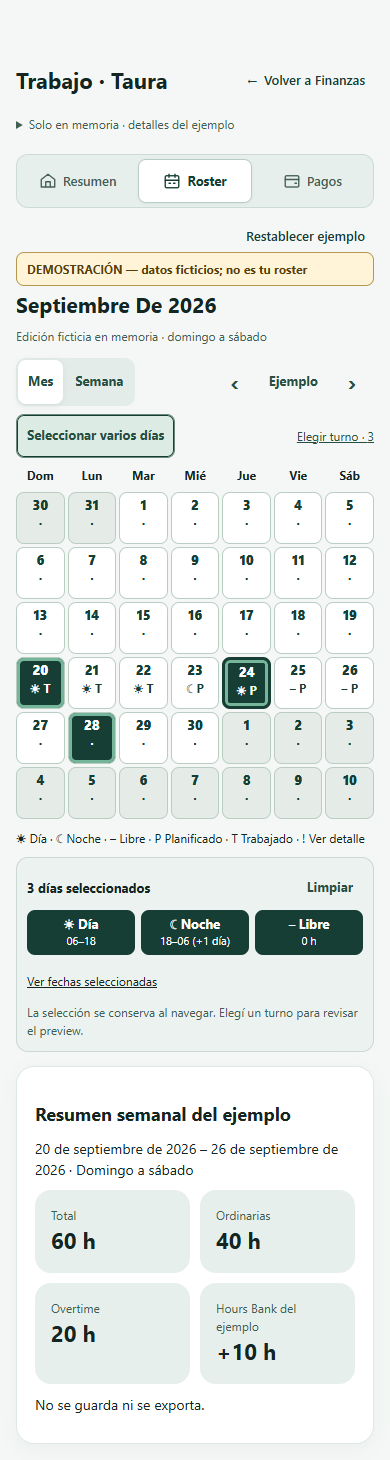 Trabajo · Taura
← Volver a Finanzas
▶ Solo en memoria · detalles del ejemplo
Resumen
Roster
Pagos
Restablecer ejemplo
DEMOSTRACIÓN — datos ficticios; no es tu roster
Septiembre De 2026
Edición ficticia en memoria · domingo a sábado
Mes
Semana
‹ Ejemplo ›
Seleccionar varios días
Elegir turno · 3
Dom Lun Mar Mié Jue Vie Sáb
30 31 1 2 3 4 5
· · · · · · ·
6 7 8 9 10 11 12
· · · · · · ·
13 14 15 16 17 18 19
· · · · · · ·
20 21 22 23 24 25 26
☀ T ☀ T ☀ T ☾ P ☀ P – P – P
27 28 29 30 1 2 3
· · · · · · ·
4 5 6 7 8 9 10
· · · · · · ·
☀ Día · ☾ Noche · – Libre · P Planificado · T Trabajado · ! Ver detalle
3 días seleccionados
Limpiar
☀ Día
06–18
☾ Noche
18–06 (+1 día)
– Libre
0 h
Ver fechas seleccionadas
La selección se conserva al navegar. Elegí un turno para revisar
el preview.
Resumen semanal del ejemplo
20 de septiembre de 2026 – 26 de septiembre de
2026 · Domingo a sábado
Total
60 h
Ordinarias
40 h
Overtime
20 h
Hours Bank del
ejemplo
+10 h
No se guarda ni se exporta.